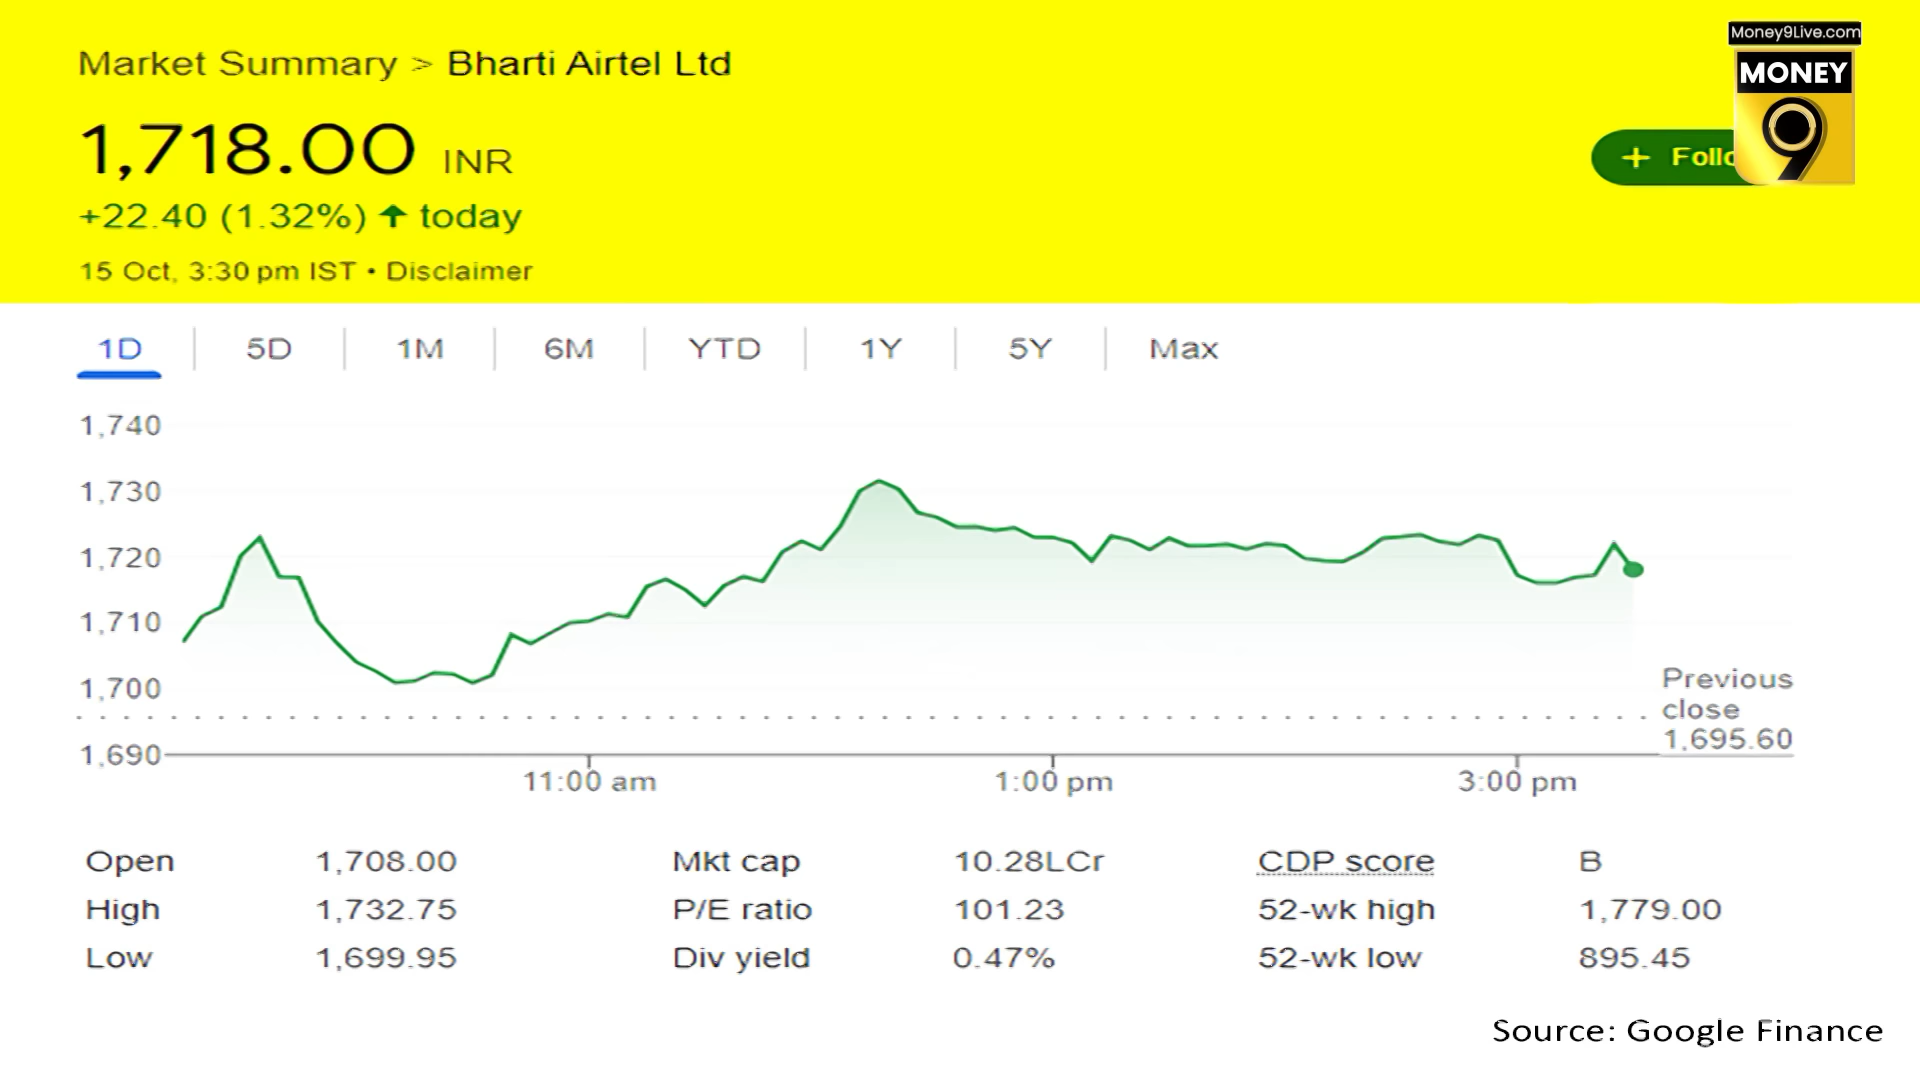 Money9Live.com
MONEY
9
Market Summary > Bharti Airtel Ltd
1,718.00 INR
+ Follo
+22.40 (1.32%) ↑ today
15 Oct, 3:30 pm IST • Disclaimer
1D 5D 1M 6M YTD 1Y 5Y Max
1,740
1,730
1,720
1,710
1,700
1,690
Previous
close
1,695.60
11:00 am 1:00 pm 3:00 pm
Open 1,708.00 Mkt cap 10.28LCr CDP score B
High 1,732.75 P/E ratio 101.23 52-wk high 1,779.00
Low 1,699.95 Div yield 0.47% 52-wk low 895.45
Source: Google Finance